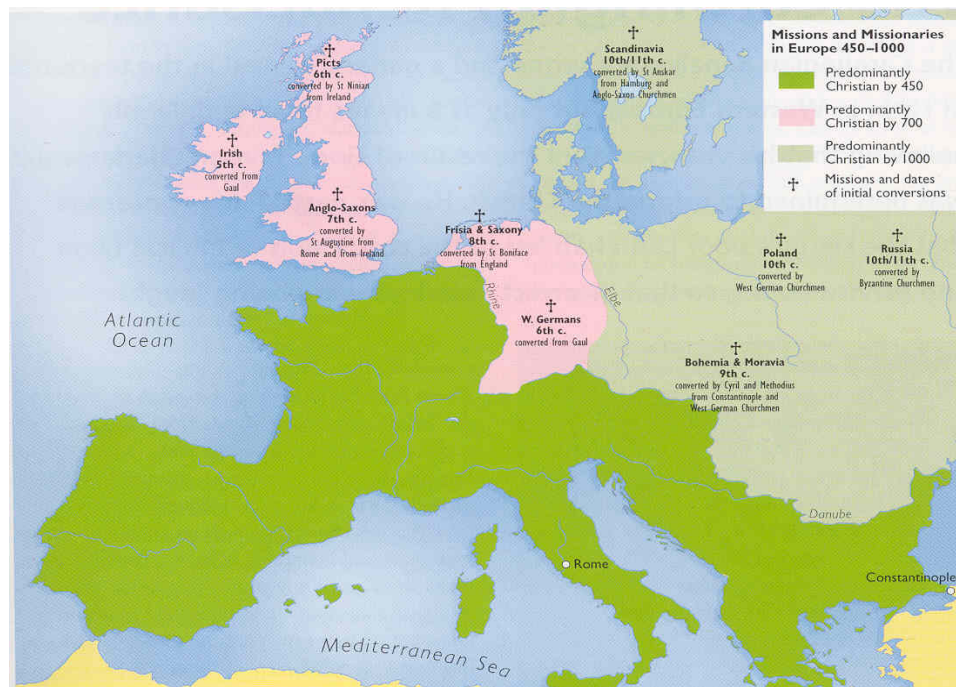 Missions and Missionaries
in Europe 450–1000
Predominantly
Christian by 450
Predominantly
Christian by 700
Predominantly
Christian by 1000
Missions and dates
of initial conversions
Scandinavia
10th/11th c.
converted by St Anskar
from Hamburg and
Anglo-Saxon Churchmen
Picts
6th c.
converted by St Ninian
from Ireland
Irish
5th c.
converted from
Gaul
Anglo-Saxons
7th c.
converted by
St Augustine from
Rome and from Ireland
Frisia & Saxony
8th c.
converted by St Boniface
from England
Poland
10th c.
converted by
West German Churchmen
Russia
10th/11th c.
converted by
Byzantine Churchmen
Rhine
Elbe
W. Germans
6th c.
converted from Gaul
Atlantic
Ocean
Bohemia & Moravia
9th c.
converted by Cyril and Methodius
from Constantinople and
West German Churchmen
Danube
Rome
Constantinople
Mediterranean Sea